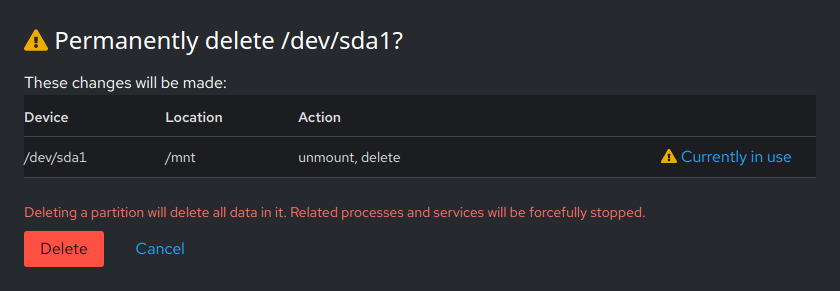 Permanently delete /dev/sda1?
These changes will be made:
Device Location Action
/dev/sda1 /mnt unmount, delete Currently in use
Deleting a partition will delete all data in it. Related processes and services will be forcefully stopped.
Delete Cancel